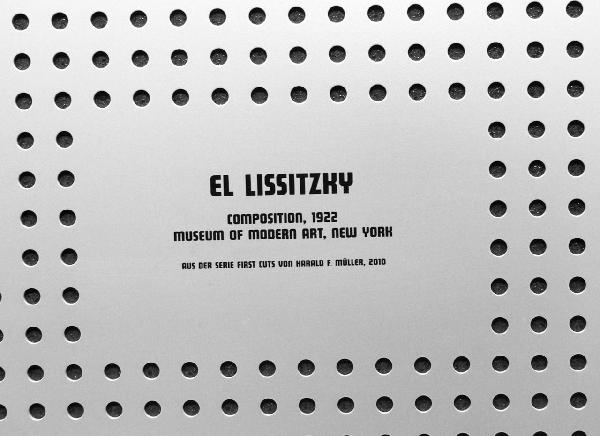 EL LISSITZKY
COMPOSITION, 1922
MUSEUM OF MODERN ART, NEW YORK
AUS DER SERIE FIRST CUTS VON HARALD F. MÜLLER, 2010